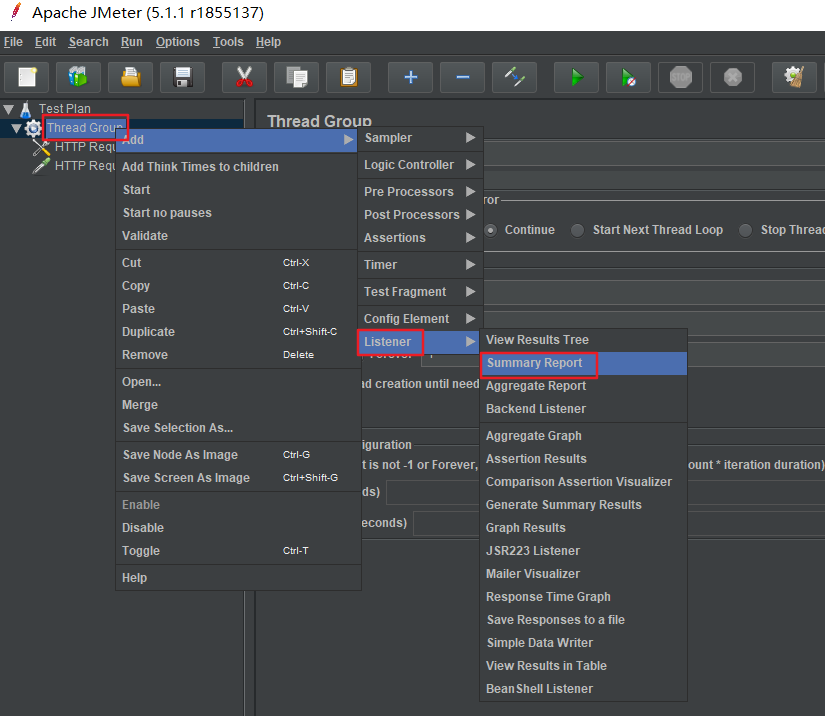 Apache JMeter (5.1.1 r1855137)
File Edit Search Run Options Tools Help
STOP
Test Plan
Thread Group
HTTP Requ
HTTP Requ
Thread Group
Add
Add Think Times to children
Start
Start no pauses
Validate
Cut Ctrl-X
Copy Ctrl-C
Paste Ctrl-V
Duplicate Ctrl+Shift-C
Remove Delete
Open...
Merge
Save Selection As...
Save Node As Image Ctrl-G
Save Screen As Image Ctrl+Shift-G
Enable
Disable
Toggle Ctrl-T
Help
Sampler
Logic Controller
Pre Processors
Post Processors
Assertions
Timer
Test Fragment
Config Element
Listener
View Results Tree
Summary Report
Aggregate Report
Backend Listener
Aggregate Graph
Assertion Results
Comparison Assertion Visualizer
Generate Summary Results
Graph Results
JSR223 Listener
Mailer Visualizer
Response Time Graph
Save Responses to a file
Simple Data Writer
View Results in Table
BeanShell Listener
ror
Continue Start Next Thread Loop Stop Threa
Forever
d creation until need
iguration
t is not -1 or Forever, ount * iteration duration)
ds)
econds)